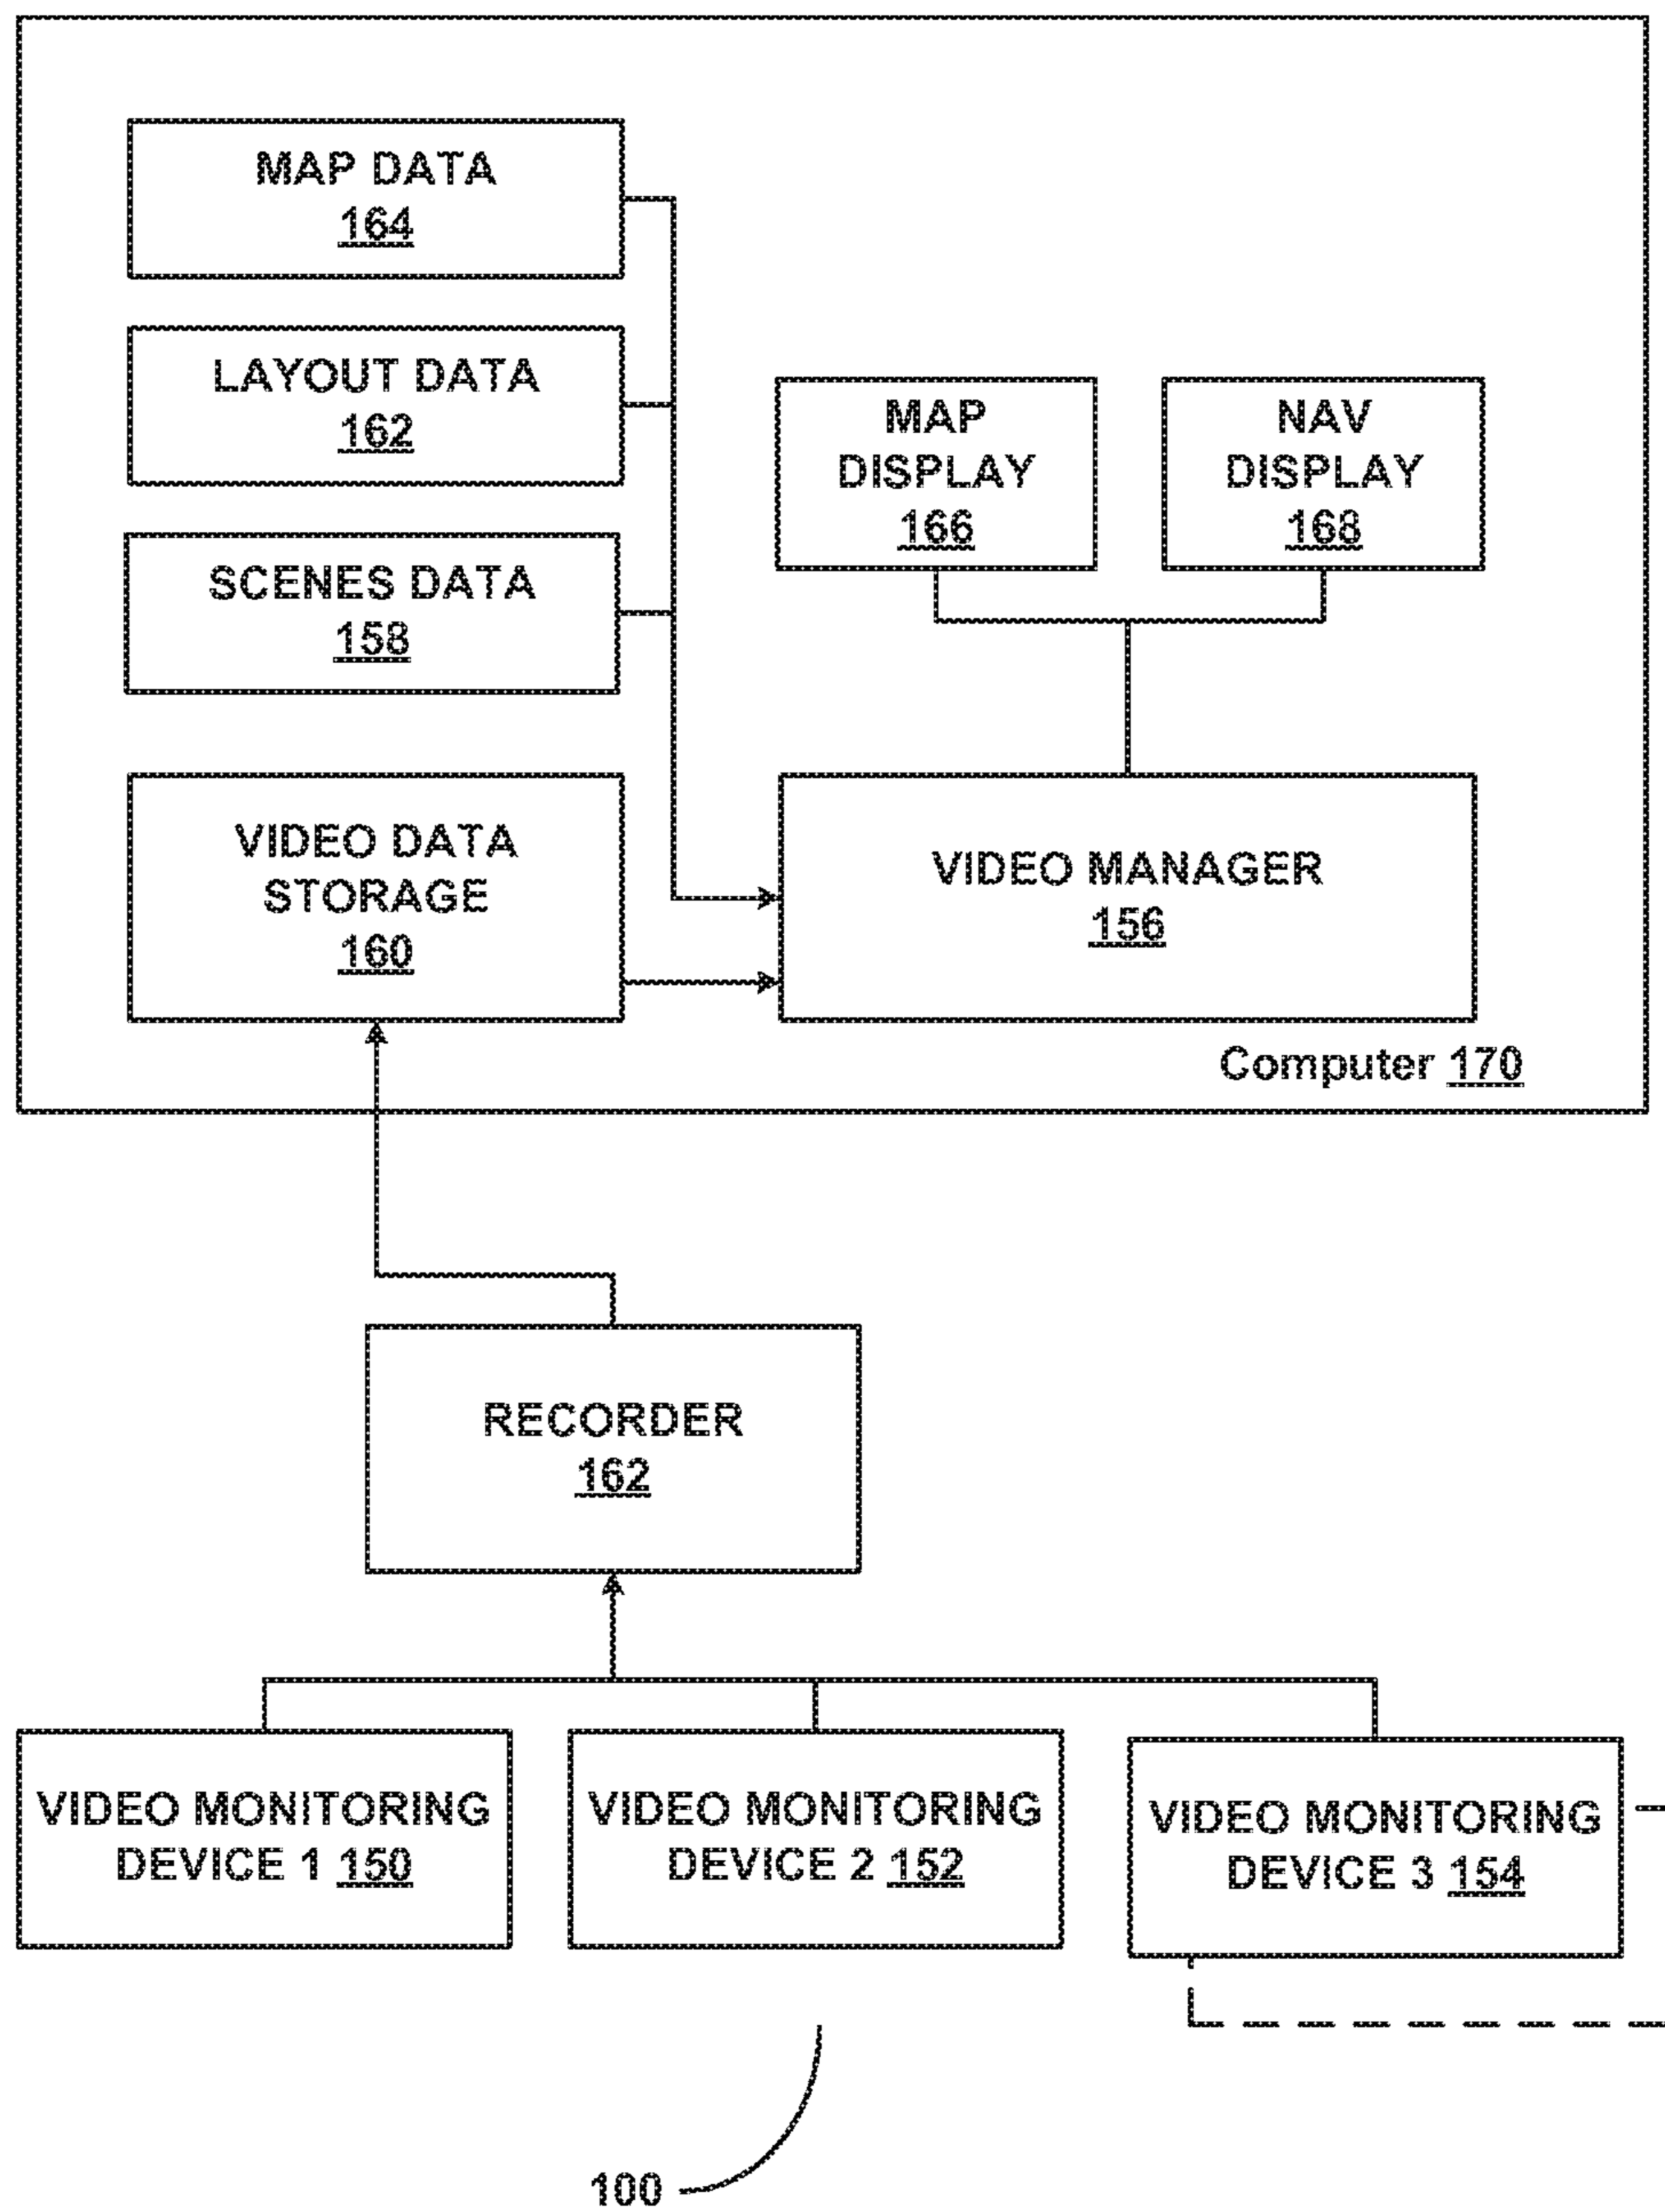 MAP DATA
164
LAYOUT DATA
162
SCENES DATA
158
MAP
DISPLAY
166
NAV
DISPLAY
168
VIDEO DATA
STORAGE
160
VIDEO MANAGER
156
Computer 170
RECORDER
162
VIDEO MONITORING
DEVICE 1 150
VIDEO MONITORING
DEVICE 2 152
VIDEO MONITORING
DEVICE 3 154
100